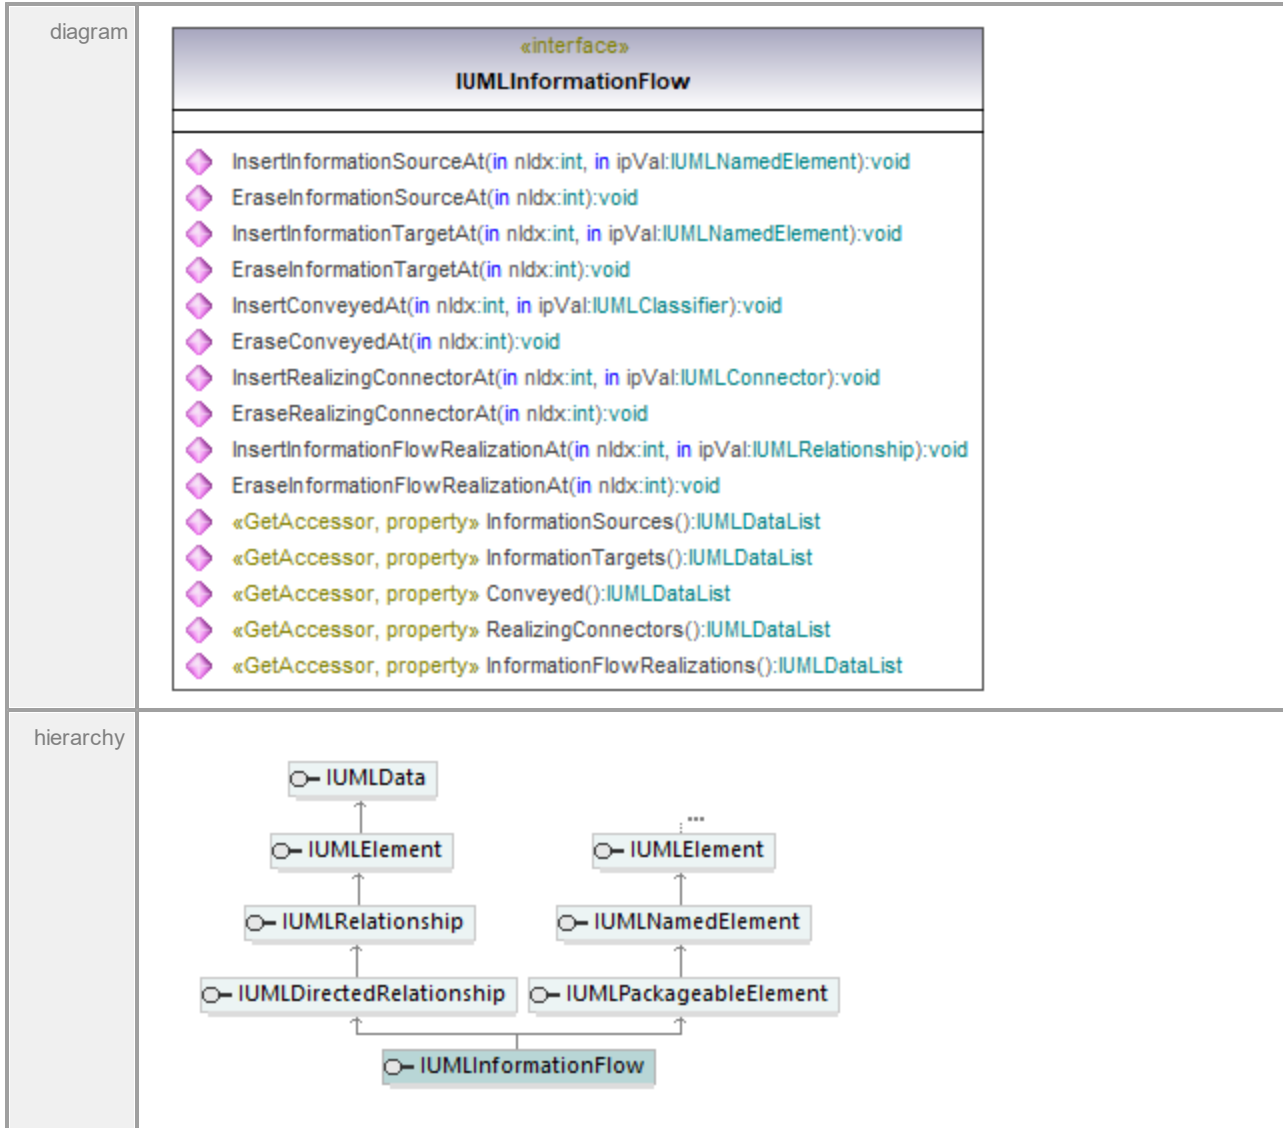 diagram
«interface»
IUMLInformationFlow
InsertInformationSourceAt(in nIdx:int, in ipVal:IUMLNamedElement):void
EraseInformationSourceAt(in nIdx:int):void
InsertInformationTargetAt(in nIdx:int, in ipVal:IUMLNamedElement):void
EraseInformationTargetAt(in nIdx:int):void
InsertConveyedAt(in nIdx:int, in ipVal:IUMLClassifier):void
EraseConveyedAt(in nIdx:int):void
InsertRealizingConnectorAt(in nIdx:int, in ipVal:IUMLConnector):void
EraseRealizingConnectorAt(in nIdx:int):void
InsertInformationFlowRealizationAt(in nIdx:int, in ipVal:IUMLRelationship):void
EraseInformationFlowRealizationAt(in nIdx:int):void
«GetAccessor, property» InformationSources():IUMLDataList
«GetAccessor, property» InformationTargets():IUMLDataList
«GetAccessor, property» Conveyed():IUMLDataList
«GetAccessor, property» RealizingConnectors():IUMLDataList
«GetAccessor, property» InformationFlowRealizations():IUMLDataList
hierarchy
IUMLData
...
IUMLElement IUMLElement
IUMLRelationship IUMLNamedElement
IUMLDirectedRelationship IUMLPackageableElement
IUMLInformationFlow